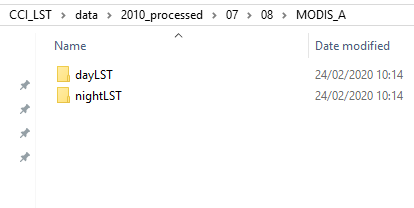 CCI_LST > data > 2010_processed > 07 > 08 > MODIS_A
Name Date modified
dayLST 24/02/2020 10:14
nightLST 24/02/2020 10:14